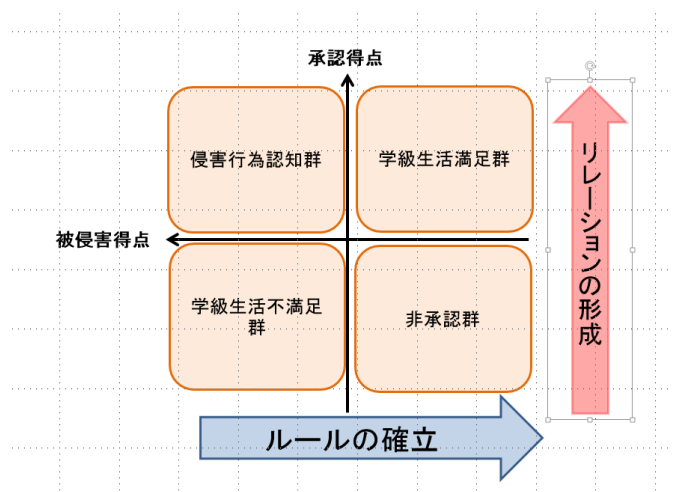 承認得点
侵害行為認知群
学級生活満足群
被侵害得点
学級生活不満足
群
非承認群
リレーションの形成
ルールの確立